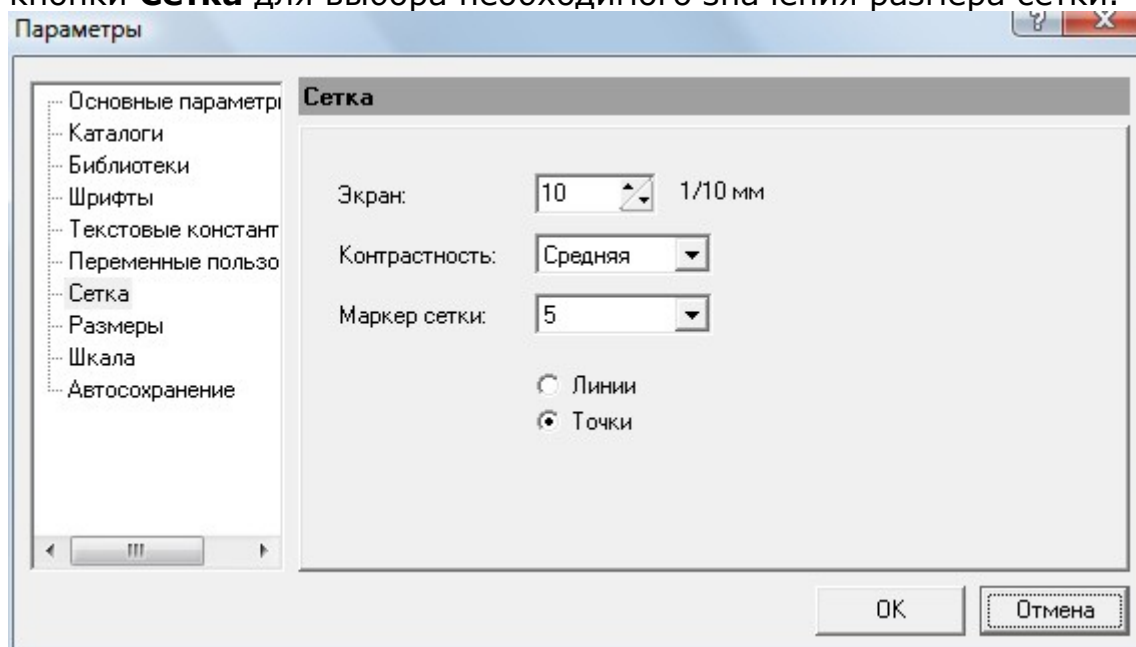 кнопки Сетка для выбора необходимого значения размера сетки.
Параметры
?
X
Основные параметры
Каталоги
Библиотеки
Шрифты
Текстовые констант
Переменные пользо
Сетка
Размеры
Шкала
Автосохранение
Сетка
Экран: 10 1/10 мм
Контрастность: Средняя
Маркер сетки: 5
Линии
Точки
OK Отмена